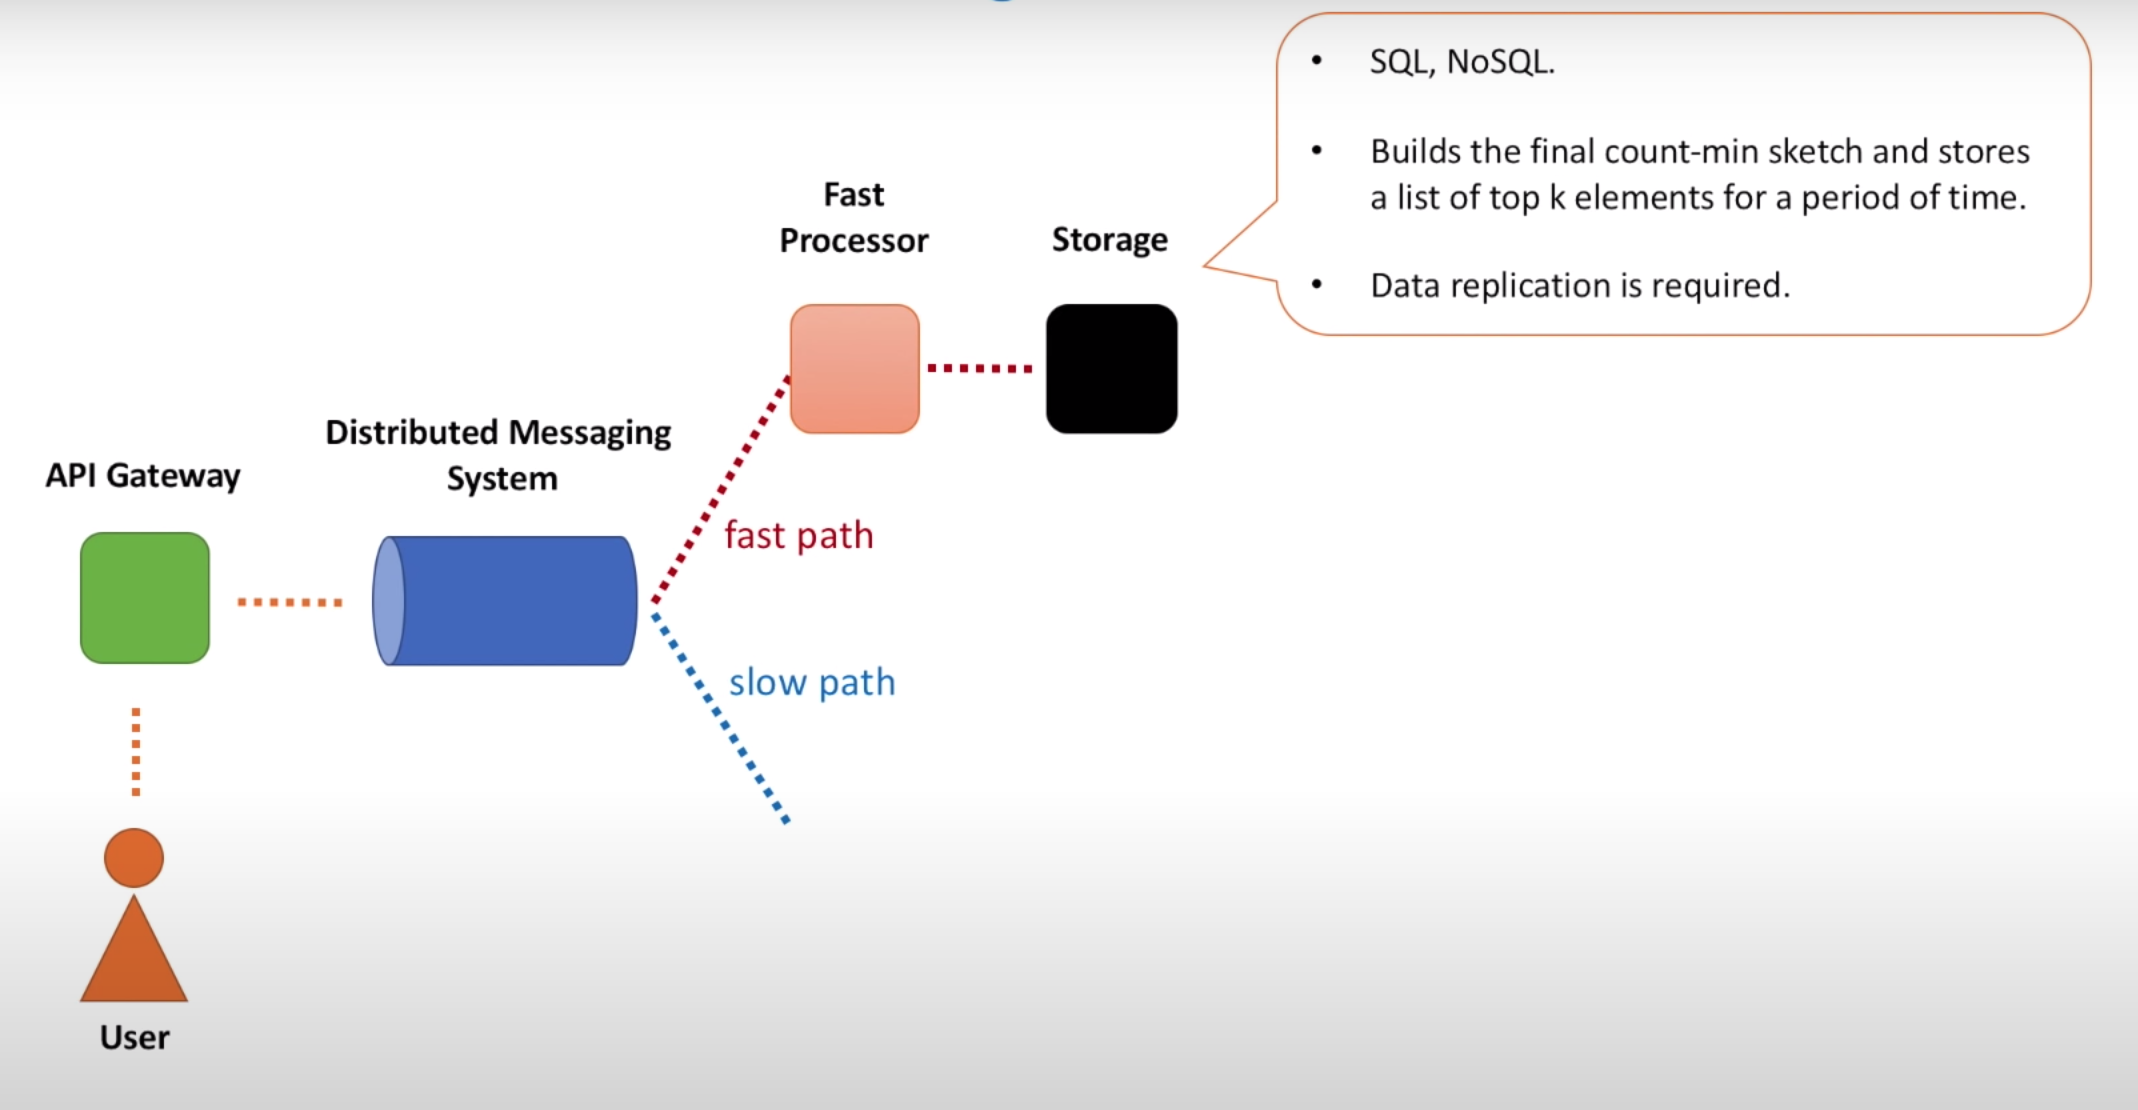 • SQL, NoSQL.
• Builds the final count-min sketch and stores
a list of top k elements for a period of time.
• Data replication is required.
Fast
Processor
Storage
Distributed Messaging
System
API Gateway
fast path
slow path
User